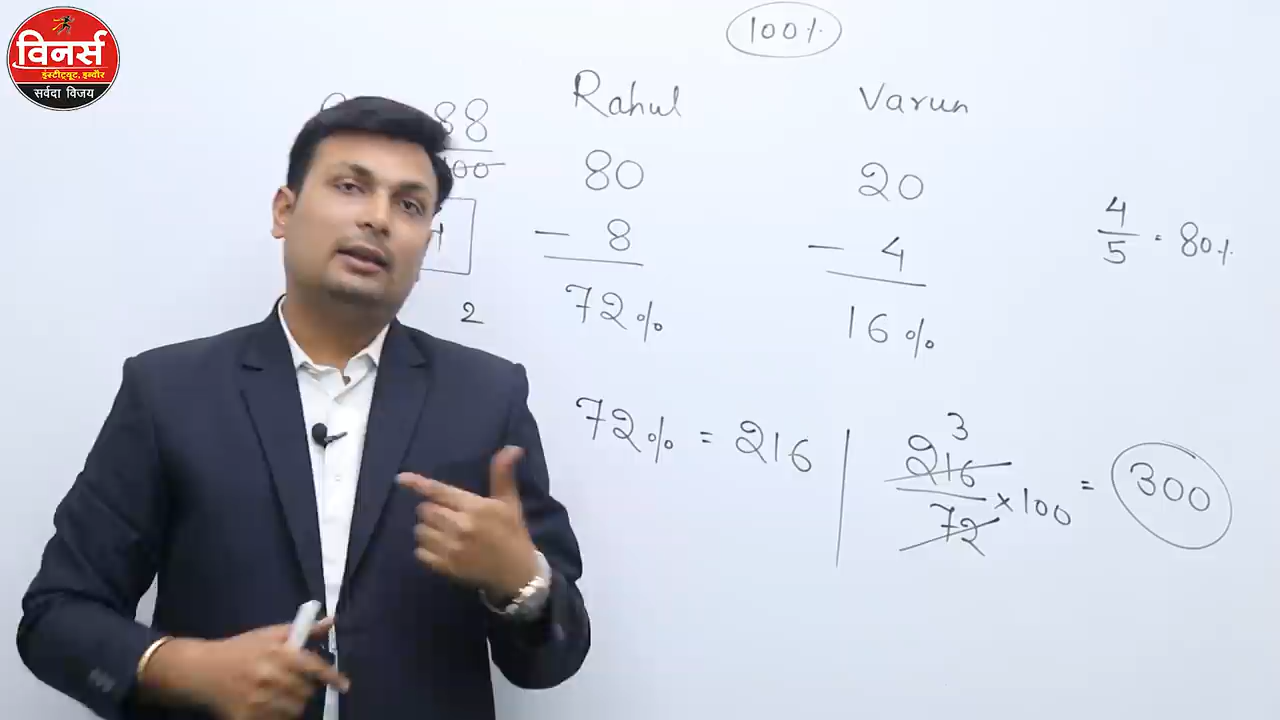 विनर्स
इंस्टीट्यूट, इन्दौर
सर्वदा विजय
100%
Rahul
Varun
88
100
80
20
- 8
- 4
4/5 = 80%
2
72%
16%
72% = 216
3
216/72 × 100 = 300